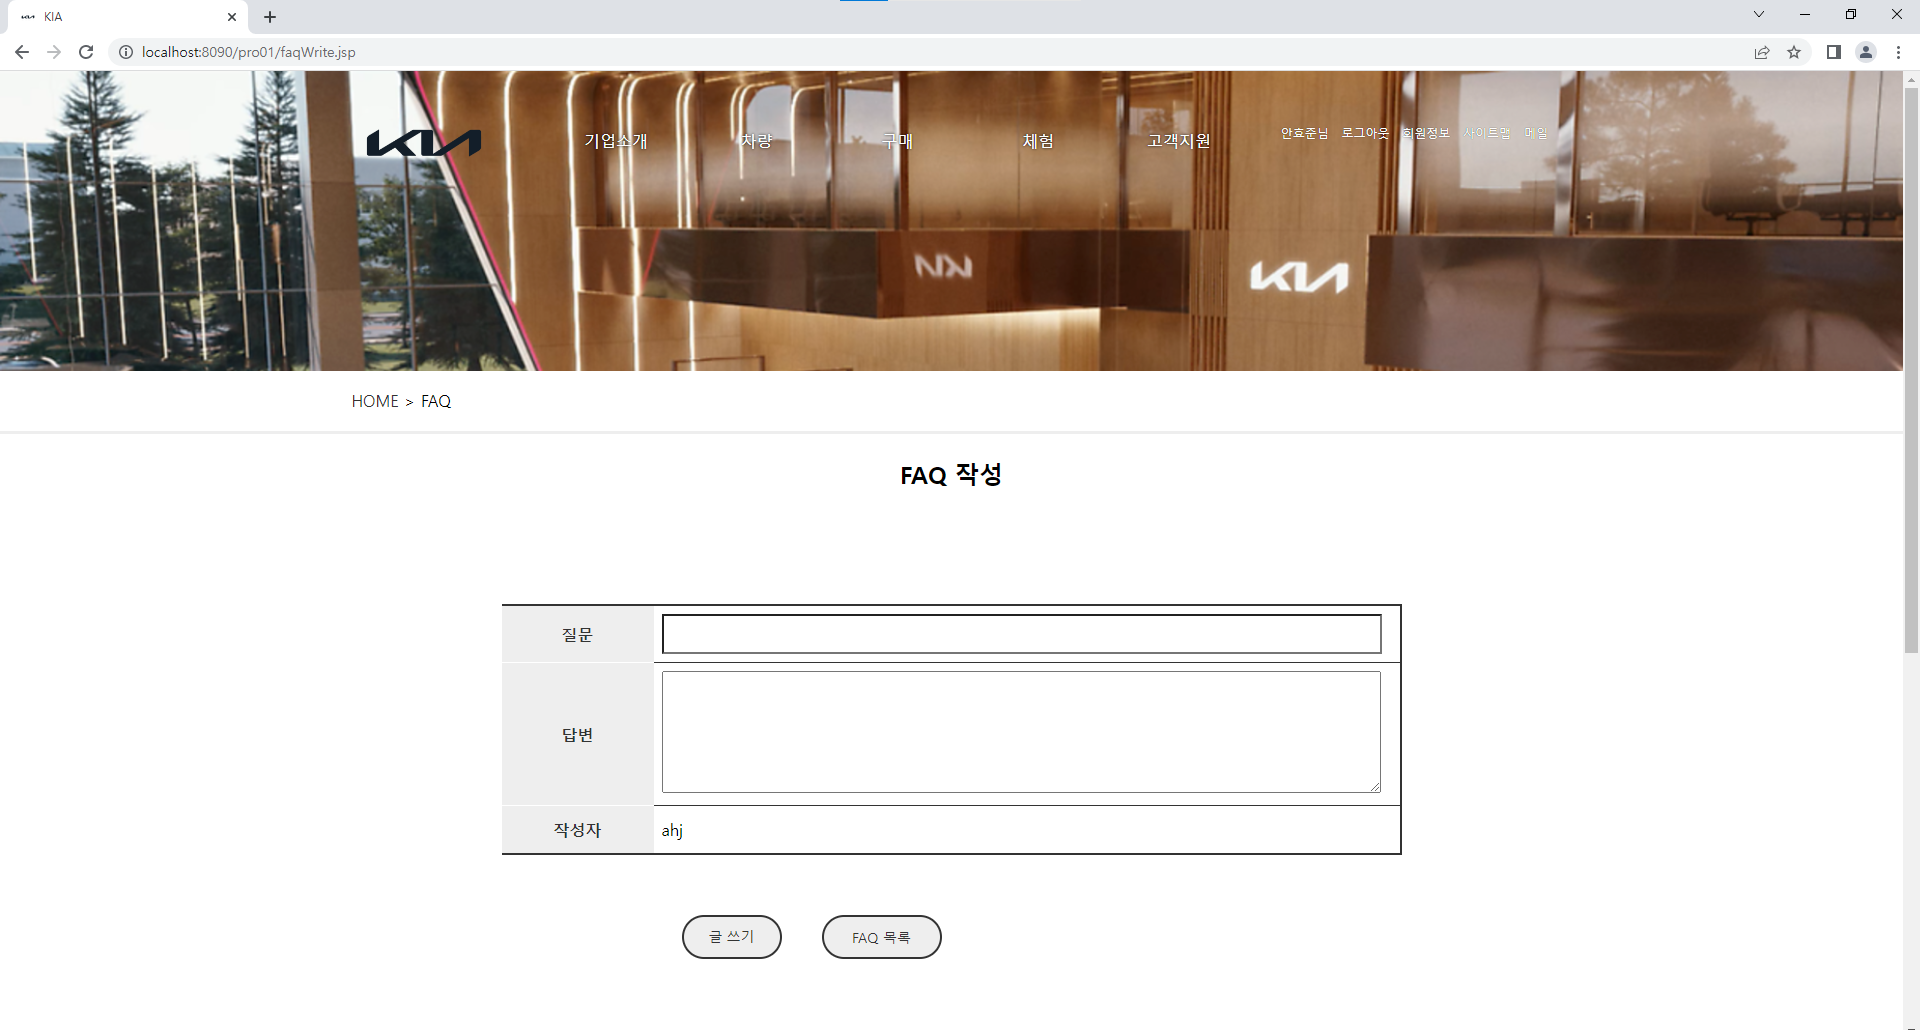 KIA
localhost:8090/pro01/faqWrite.jsp
KIA
기업소개 차량 구매 체험 고객지원
안효준님 로그아웃 회원정보 사이트맵 메일
KIA
HOME > FAQ
FAQ 작성
질문
답변
작성자 ahj
글 쓰기 FAQ 목록